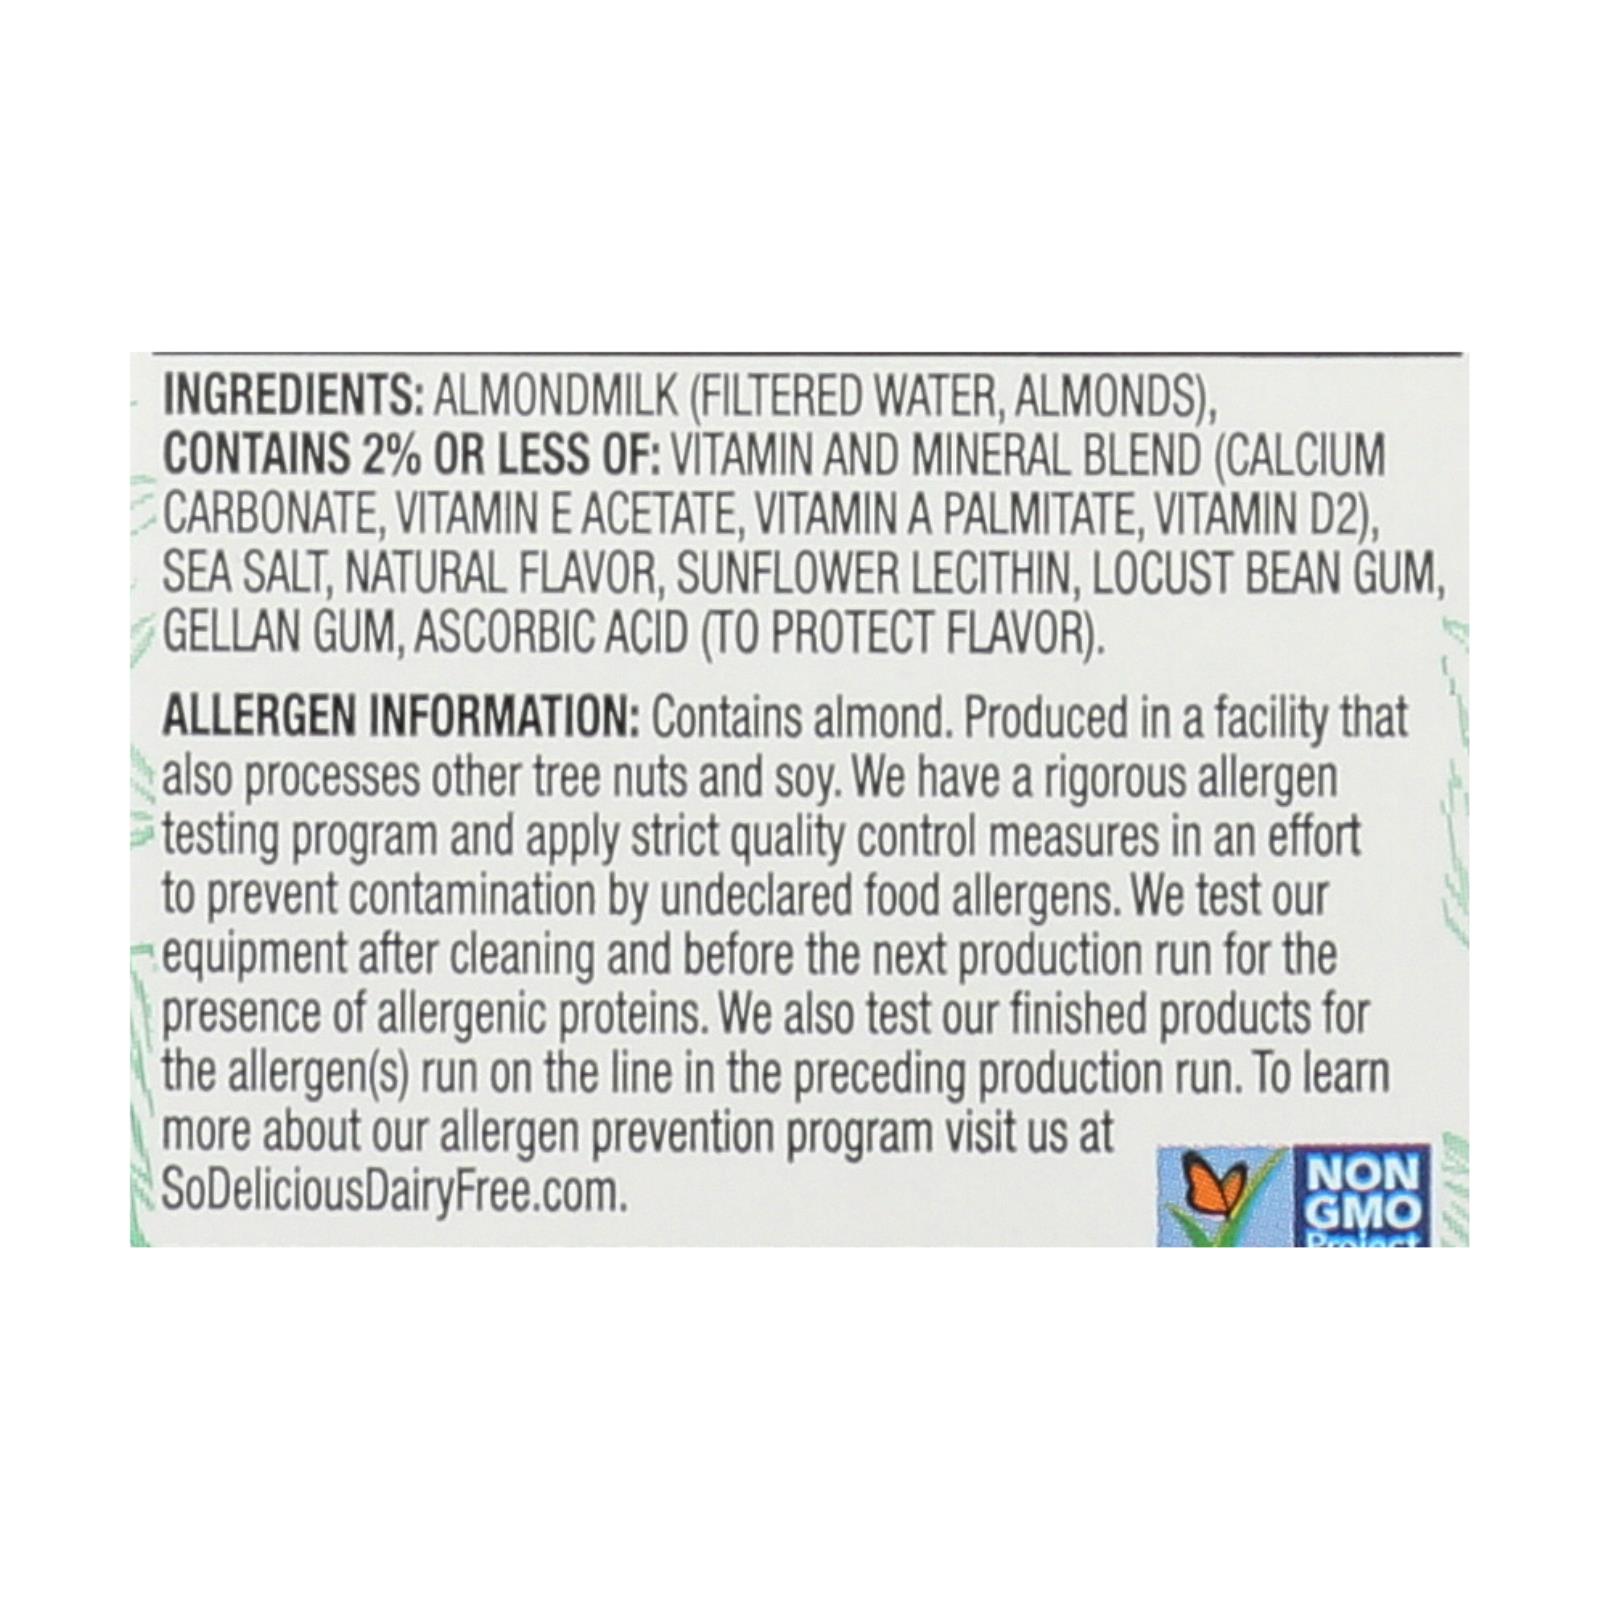 INGREDIENTS: ALMONDMILK (FILTERED WATER, ALMONDS),
CONTAINS 2% OR LESS OF: VITAMIN AND MINERAL BLEND (CALCIUM
CARBONATE, VITAMIN E ACETATE, VITAMIN A PALMITATE, VITAMIN D2),
SEA SALT, NATURAL FLAVOR, SUNFLOWER LECITHIN, LOCUST BEAN GUM,
GELLAN GUM, ASCORBIC ACID (TO PROTECT FLAVOR).
ALLERGEN INFORMATION: Contains almond. Produced in a facility that
also processes other tree nuts and soy. We have a rigorous allergen
testing program and apply strict quality control measures in an effort
to prevent contamination by undeclared food allergens. We test our
equipment after cleaning and before the next production run for the
presence of allergenic proteins. We also test our finished products for
the allergen(s) run on the line in the preceding production run. To learn
more about our allergen prevention program visit us at
SoDeliciousDairyFree.com.
NON
GMO
Project